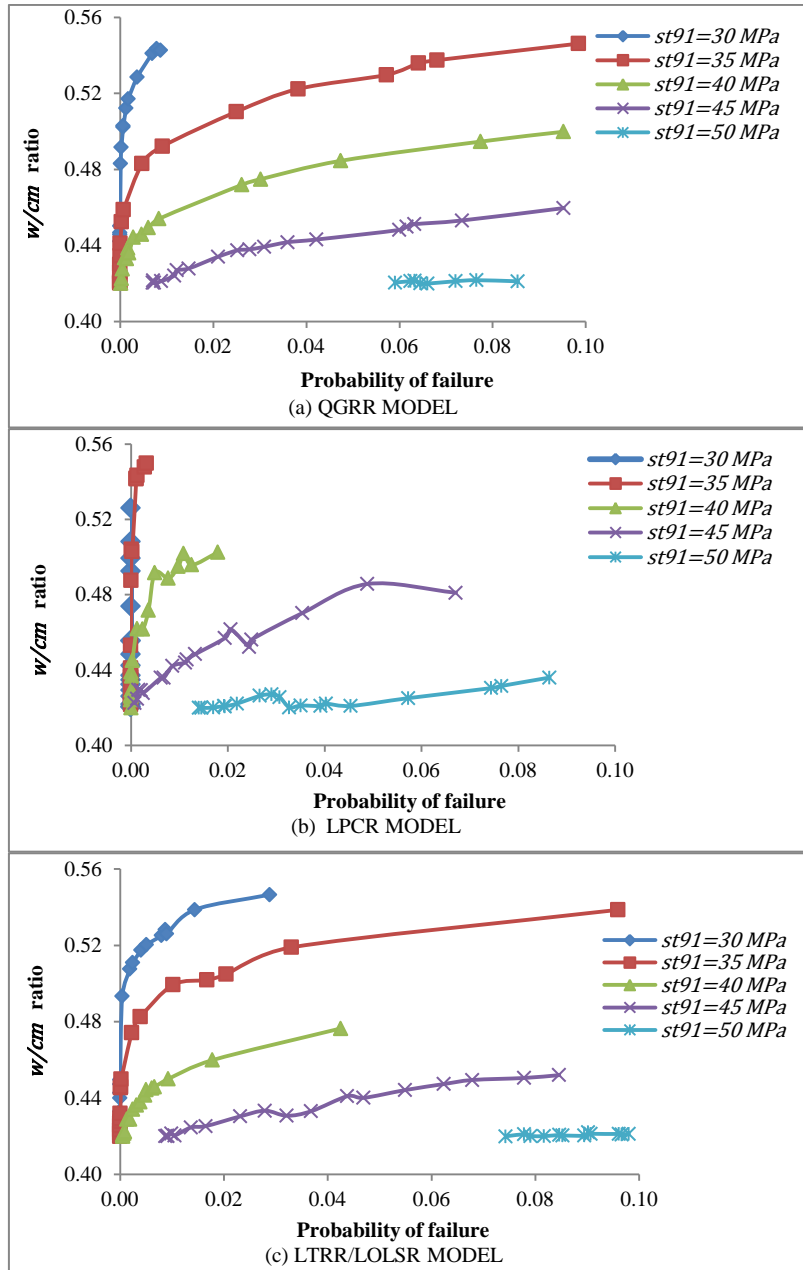 0.56
0.52
0.48
0.44
0.40
w/cm ratio
0.00 0.02 0.04 0.06 0.08 0.10
Probability of failure
st91=30 MPa
st91=35 MPa
st91=40 MPa
st91=45 MPa
st91=50 MPa
(a) QGRR MODEL
0.56
0.52
0.48
0.44
0.40
w/cm ratio
0.00 0.02 0.04 0.06 0.08 0.10
Probability of failure
st91=30 MPa
st91=35 MPa
st91=40 MPa
st91=45 MPa
st91=50 MPa
(b) LPCR MODEL
0.56
0.52
0.48
0.44
0.40
w/cm ratio
0.00 0.02 0.04 0.06 0.08 0.10
Probability of failure
st91=30 MPa
st91=35 MPa
st91=40 MPa
st91=45 MPa
st91=50 MPa
(c) LTRR/LOLSR MODEL